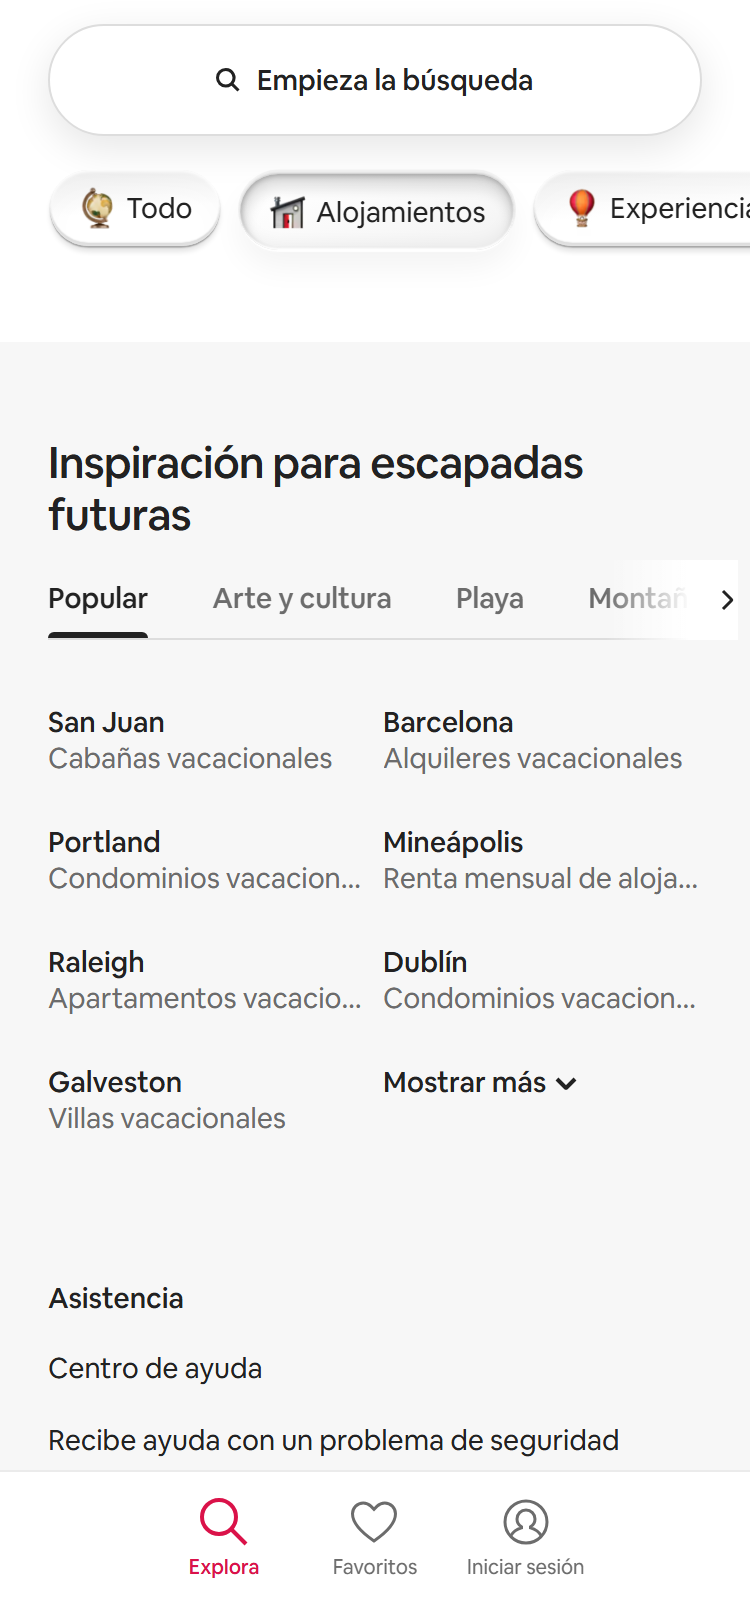 Empieza la búsqueda
Todo
Alojamientos
Experiencia
Inspiración para escapadas
futuras
Popular
Arte y cultura
Playa
Montañ
San Juan
Cabañas vacacionales
Barcelona
Alquileres vacacionales
Portland
Condominios vacacion...
Mineápolis
Renta mensual de aloja...
Raleigh
Apartamentos vacacio...
Dublín
Condominios vacacion...
Galveston
Villas vacacionales
Mostrar más
Asistencia
Centro de ayuda
Recibe ayuda con un problema de seguridad
Explora
Favoritos
Iniciar sesión